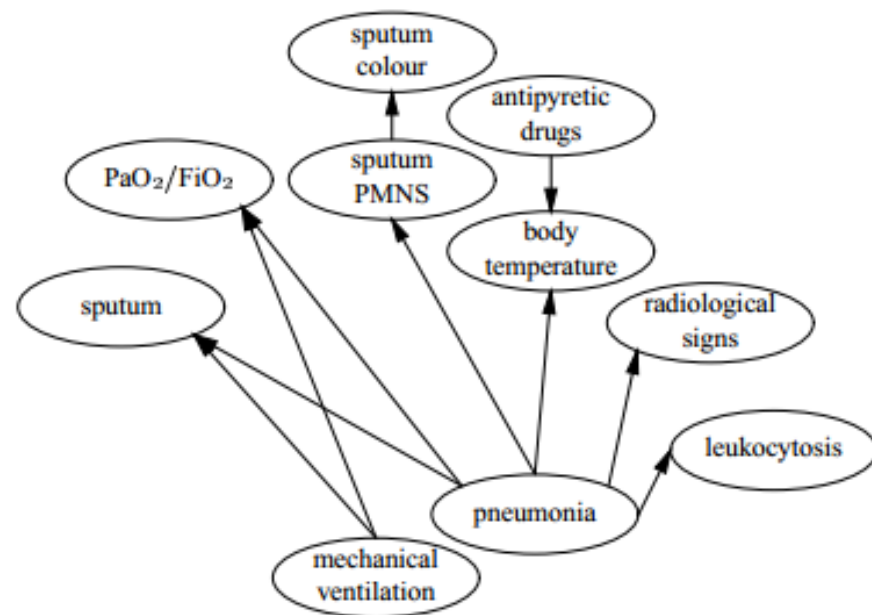 sputum
colour
antipyretic
drugs
PaO₂/FiO₂
sputum
PMNS
body
temperature
sputum
radiological
signs
leukocytosis
pneumonia
mechanical
ventilation